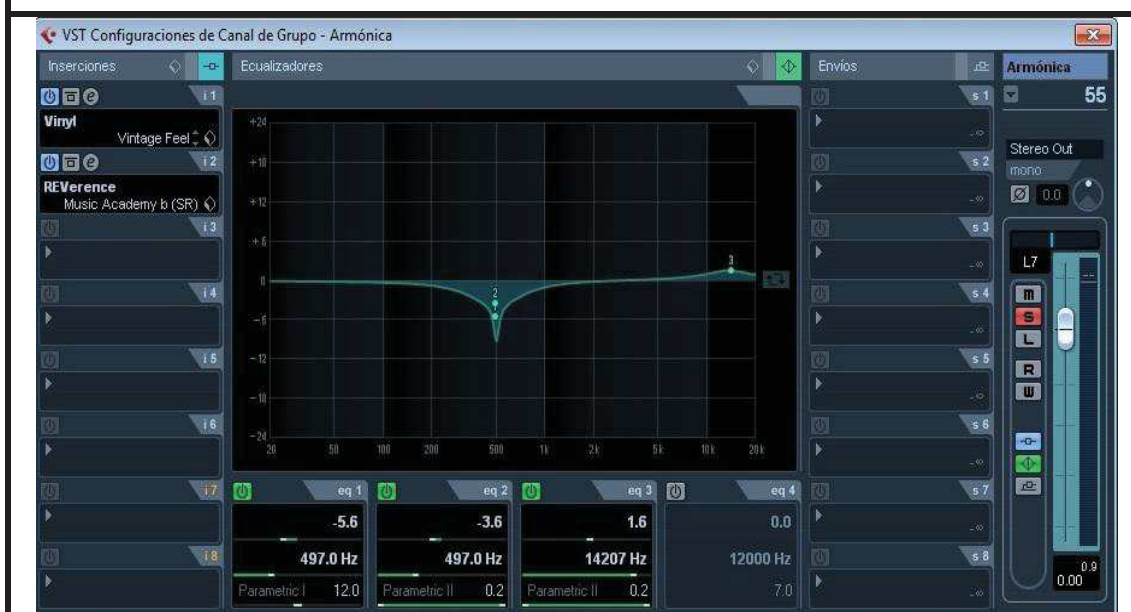 VST Configuraciones de Canal de Grupo - Armónica
Inserciones
i 1
Vinyl
Vintage Feel
i 2
REVerence
Music Academy b (SR)
i 3
i 4
i 5
i 6
i 7
i 8
Ecualizadores
+24
+18
+12
+6
0
-6
-12
-18
-24
1
2
3
20 50 100 200 500 1k 2k 5k 10k 20k
eq 1
-5.6
497.0 Hz
Parametric I 12.0
eq 2
-3.6
497.0 Hz
Parametric II 0.2
eq 3
1.6
14207 Hz
Parametric II 0.2
eq 4
0.0
12000 Hz
7.0
Envíos
s 1
-∞
s 2
-∞
s 3
-∞
s 4
-∞
s 5
-∞
s 6
-∞
s 7
-∞
s 8
-∞
Armónica
55
Stereo Out
mono
0.0
L7
m
S
L
R
W
0.9
0.00